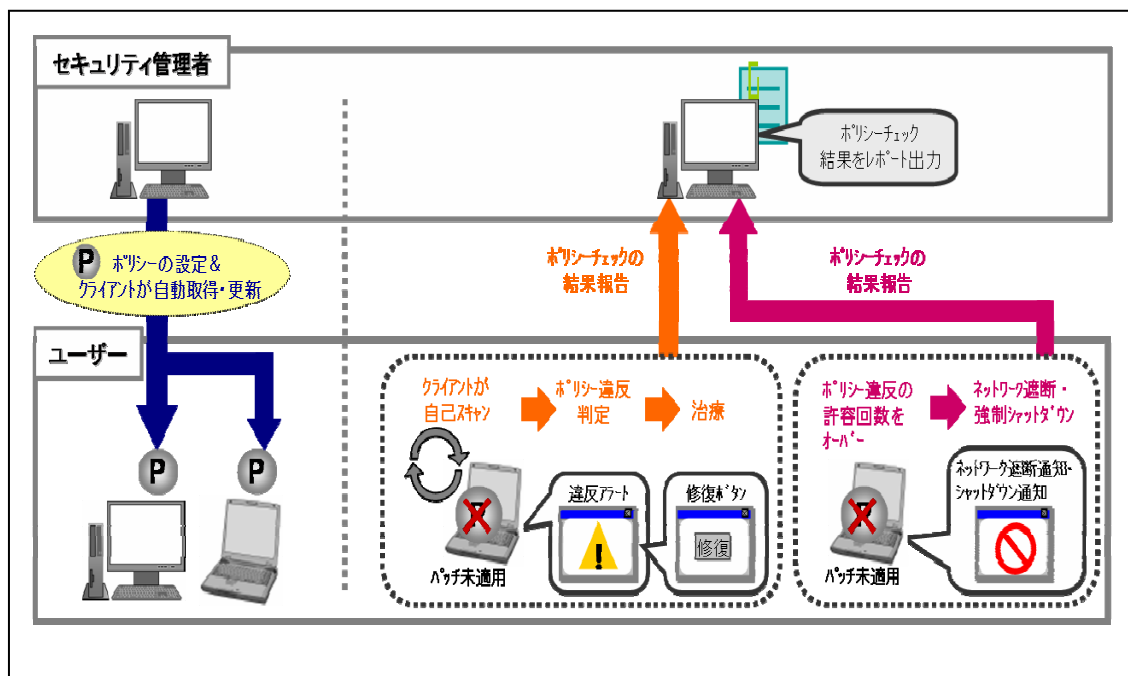 セキュリティ管理者
ポリシーチェック
結果をレポート出力
P ポリシーの設定&
クライアントが自動取得・更新
ポリシーチェックの
結果報告
ポリシーチェックの
結果報告
ユーザー
P
P
クライアントが
自己スキャン
ポリシー違反
判定
治療
違反アラート
!
修復ボタン
修復
パッチ未適用
ポリシー違反の
許容回数を
オーバー
ネットワーク遮断・
強制シャットダウン
ネットワーク遮断通知・
シャットダウン通知
P
パッチ未適用